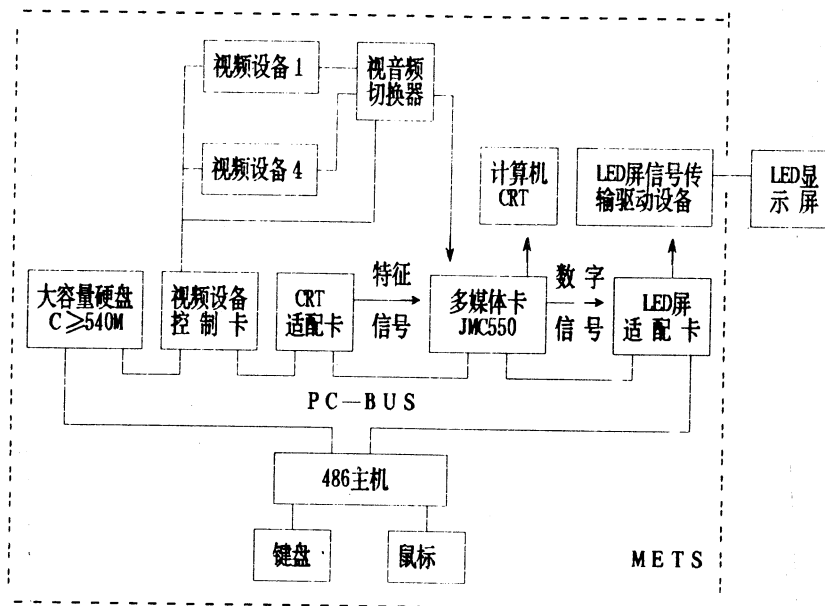 视频设备1
视音频
切换器
视频设备4
计算机
CRT
LED屏信号传
输驱动设备
LED显
示 屏
大容量硬盘
C≥540M
视频设备
控 制 卡
CRT
适配卡
特征
信号
多媒体卡
JMC550
数 字
信 号
LED屏
适 配 卡
PC—BUS
486主机
键盘
鼠标
METS